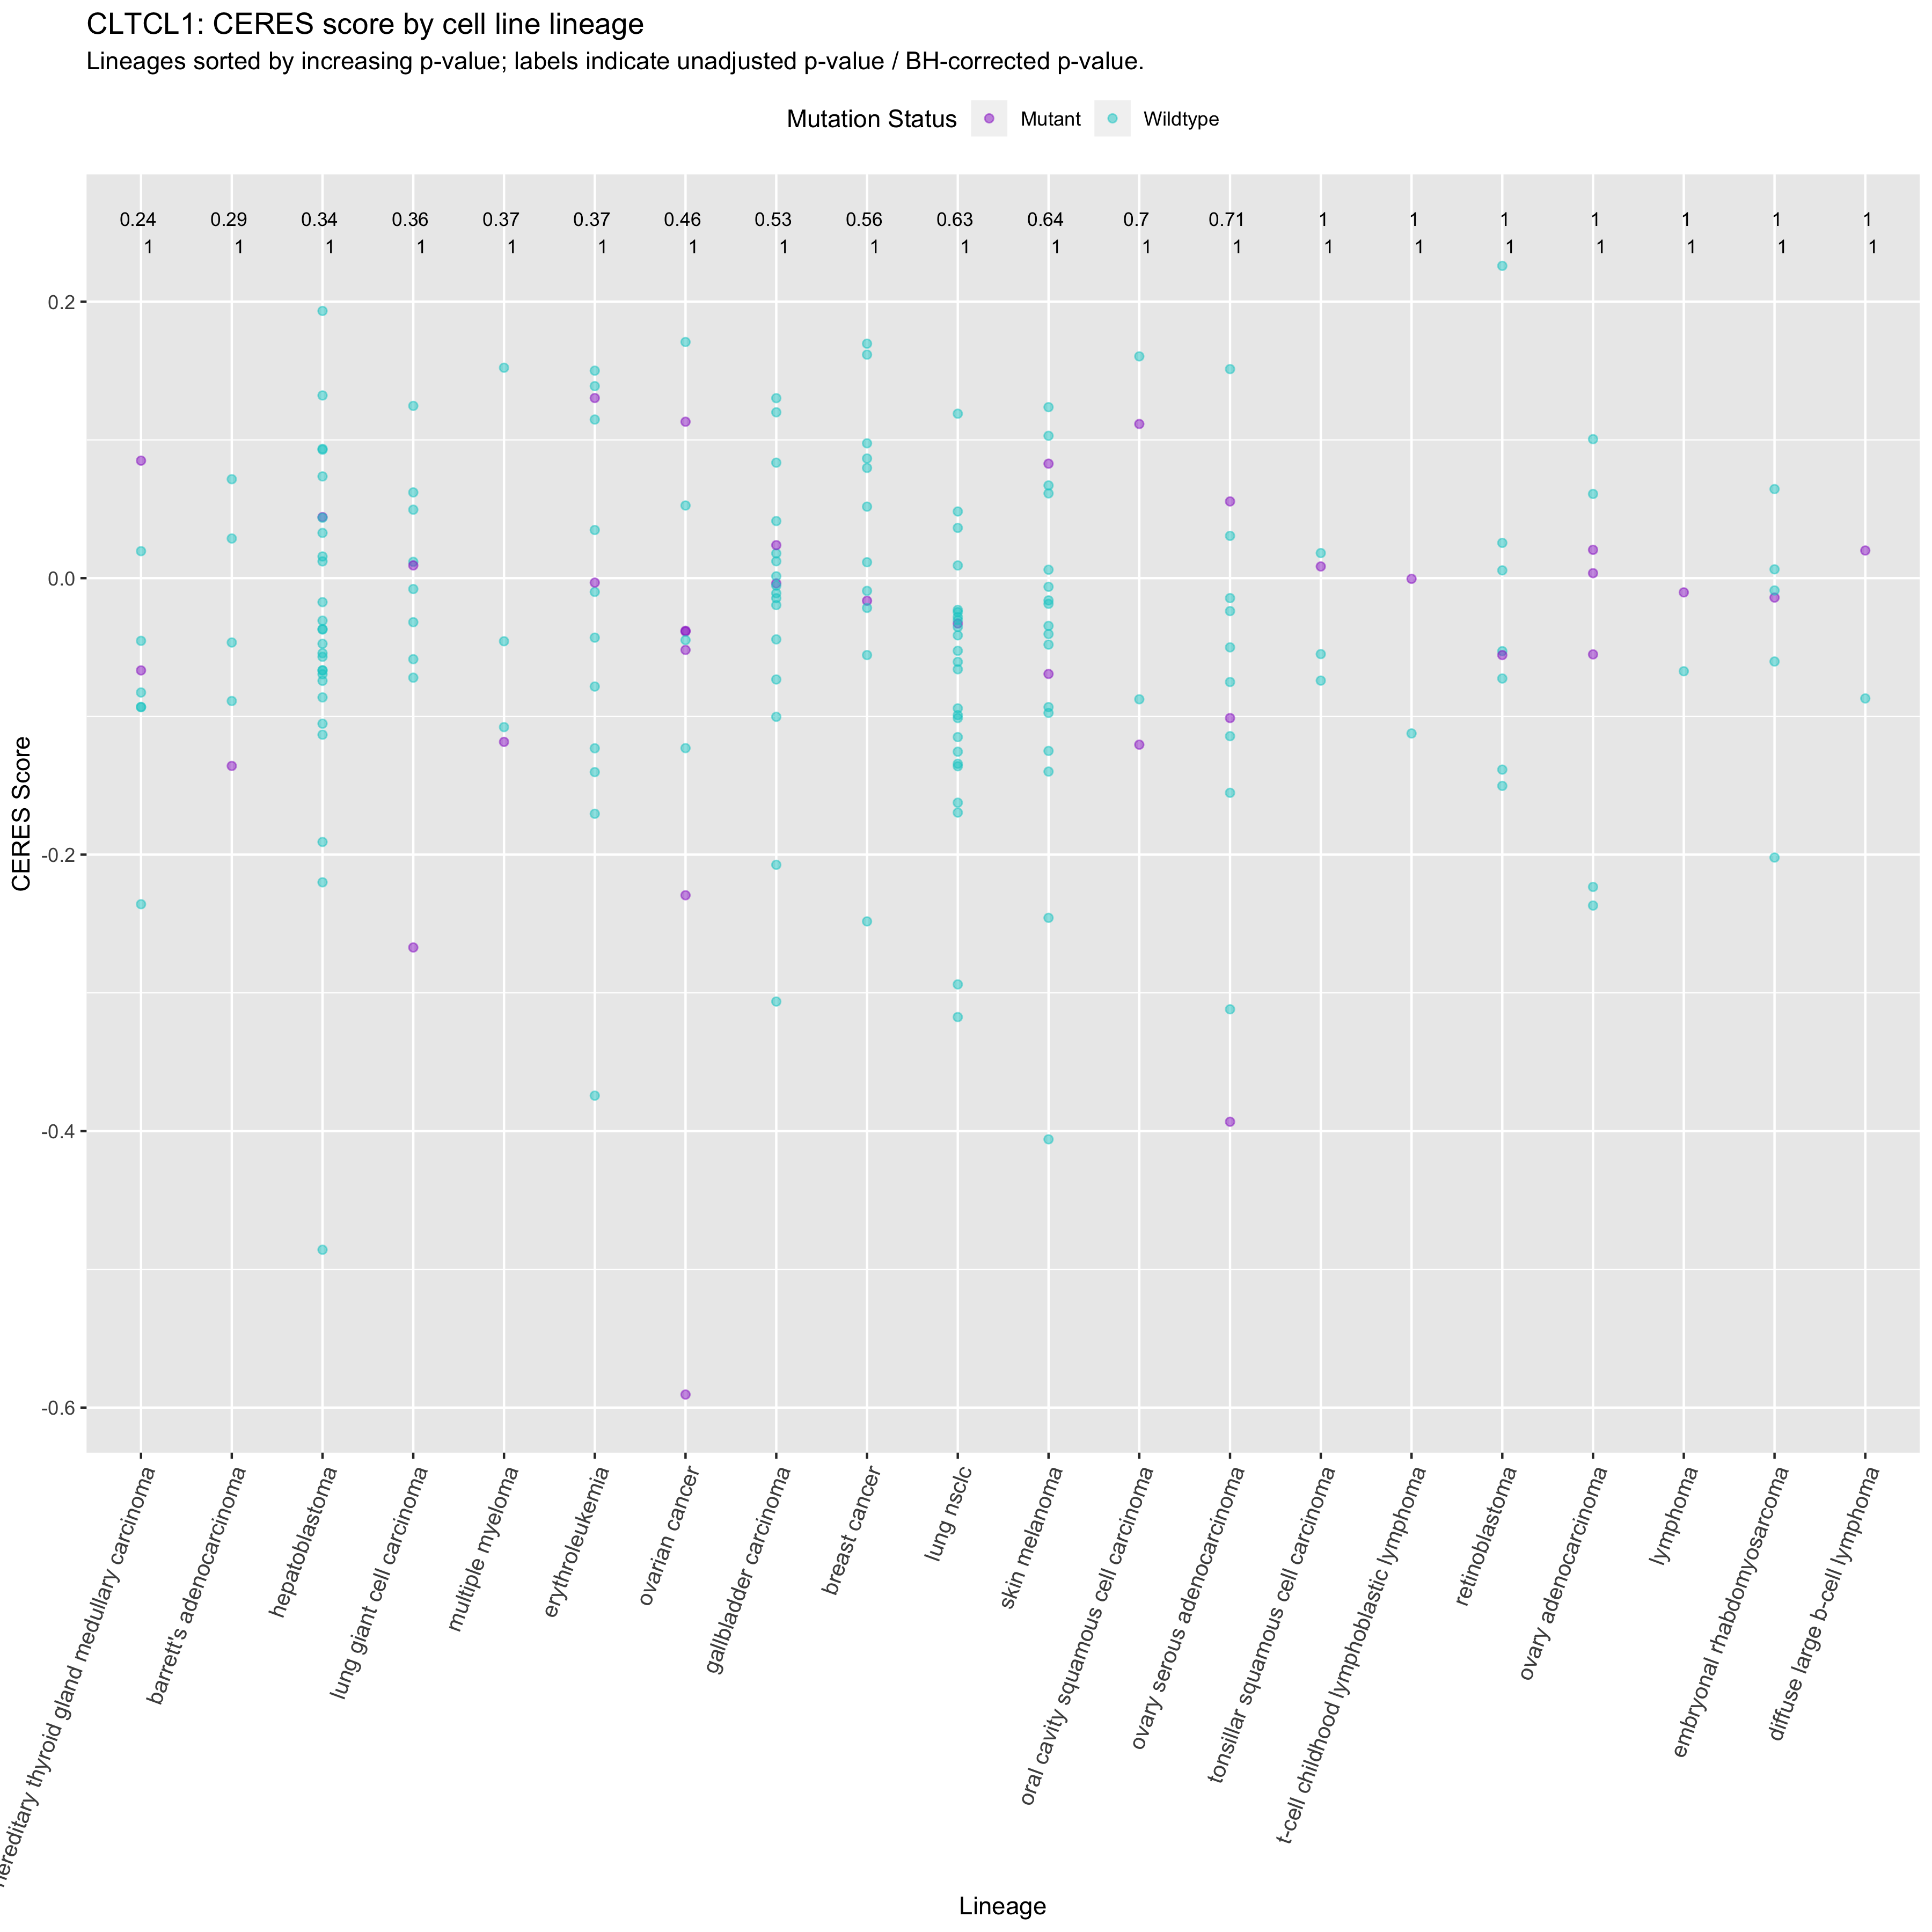 CLTCL1: CERES score by cell line lineage
Lineages sorted by increasing p-value; labels indicate unadjusted p-value / BH-corrected p-value.
Mutation Status Mutant Wildtype
0.24 0.29 0.34 0.36 0.37 0.37 0.46 0.53 0.56 0.63 0.64 0.7 0.71 1 1 1 1 1 1 1
1 1 1 1 1 1 1 1 1 1 1 1 1 1 1 1 1 1 1 1
0.2
0.0
-0.2
-0.4
-0.6
CERES Score
hereditary thyroid gland medullary carcinoma
barrett's adenocarcinoma
hepatoblastoma
lung giant cell carcinoma
multiple myeloma
erythroleukemia
ovarian cancer
gallbladder carcinoma
breast cancer
lung nsclc
skin melanoma
oral cavity squamous cell carcinoma
ovary serous adenocarcinoma
tonsillar squamous cell carcinoma
t-cell childhood lymphoblastic lymphoma
retinoblastoma
ovary adenocarcinoma
lymphoma
embryonal rhabdomyosarcoma
diffuse large b-cell lymphoma
Lineage